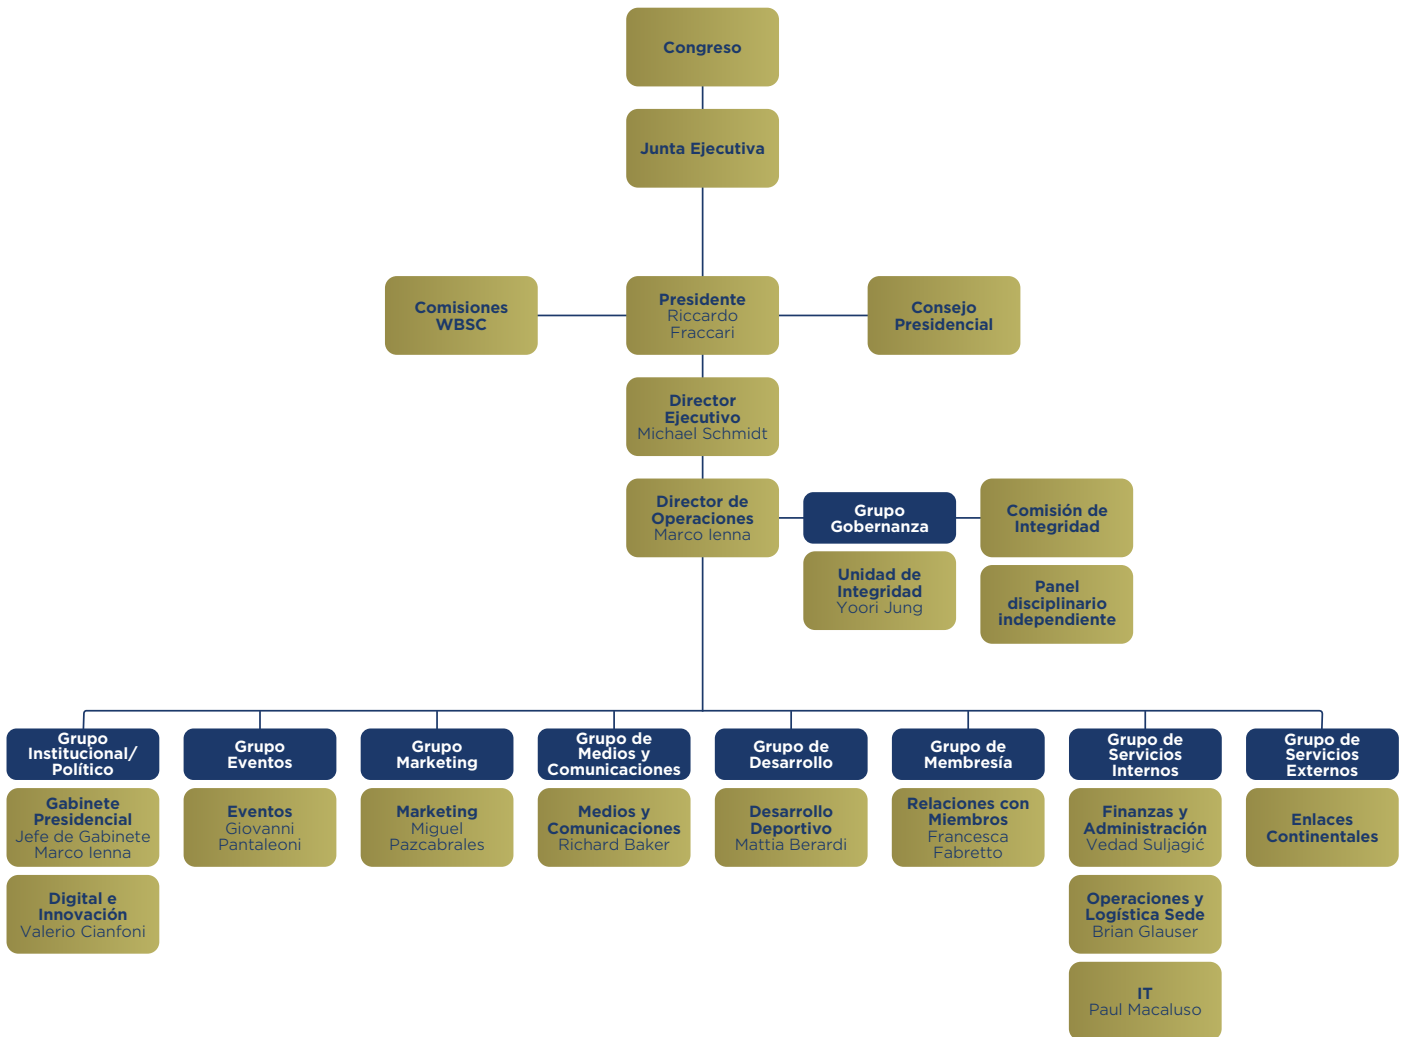 Congreso
Junta Ejecutiva
Comisiones
WBSC
Presidente
Riccardo
Fraccari
Consejo
Presidencial
Director
Ejecutivo
Michael Schmidt
Director de
Operaciones
Marco Ienna
Grupo
Gobernanza
Comisión de
Integridad
Unidad de
Integridad
Yoori Jung
Panel
disciplinario
independiente
Grupo
Institucional/
Político
Grupo
Eventos
Grupo
Marketing
Grupo de
Medios y
Comunicaciones
Grupo de
Desarrollo
Grupo de
Membresía
Grupo de
Servicios
Internos
Grupo de
Servicios
Externos
Gabinete
Presidencial
Jefe de Gabinete
Marco Ienna
Eventos
Giovanni
Pantaleoni
Marketing
Miguel
Pazcabrales
Medios y
Comunicaciones
Richard Baker
Desarrollo
Deportivo
Mattia Berardi
Relaciones con
Miembros
Francesca
Fabretto
Finanzas y
Administración
Vedad Suljagić
Enlaces
Continentales
Digital e
Innovación
Valerio Cianfoni
Operaciones y
Logística Sede
Brian Glauser
IT
Paul Macaluso